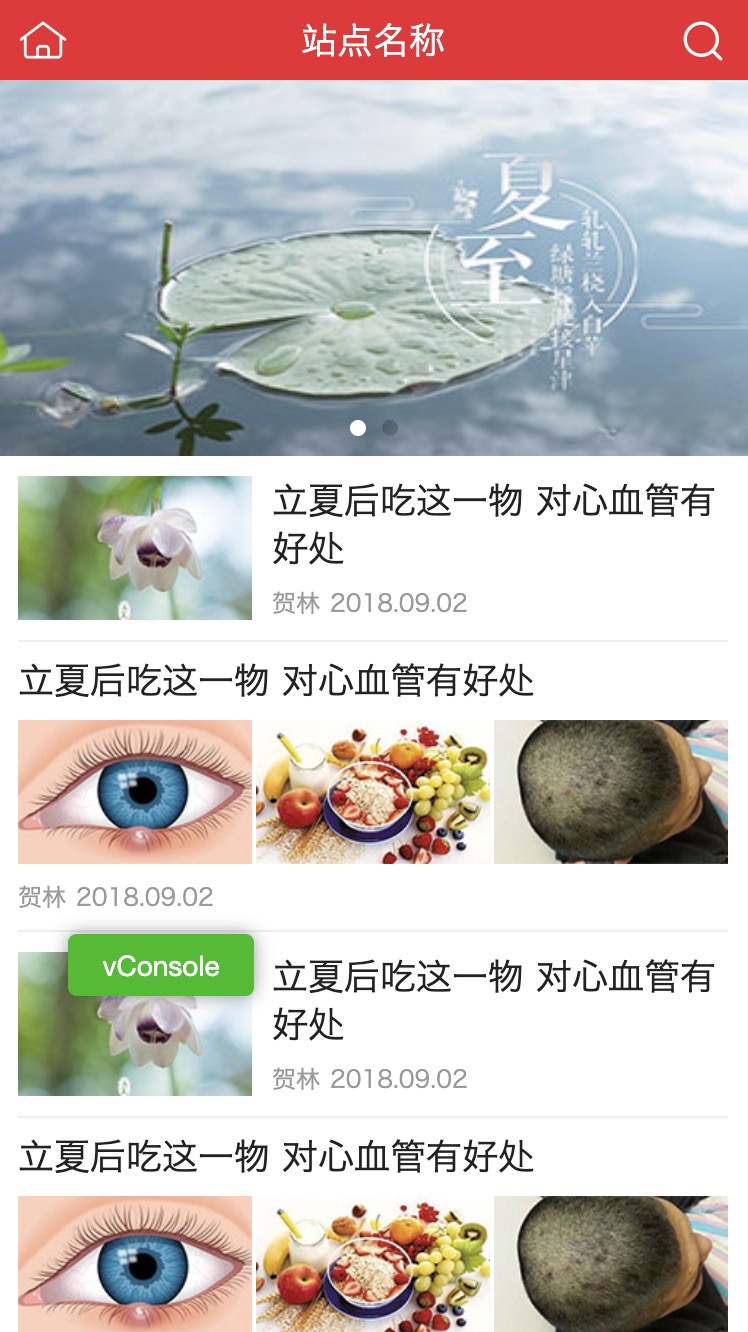 站点名称
夏至
立夏后吃这一物 对心血管有
好处
贺林 2018.09.02
立夏后吃这一物 对心血管有好处
贺林 2018.09.02
vConsole
立夏后吃这一物 对心血管有
好处
贺林 2018.09.02
立夏后吃这一物 对心血管有好处